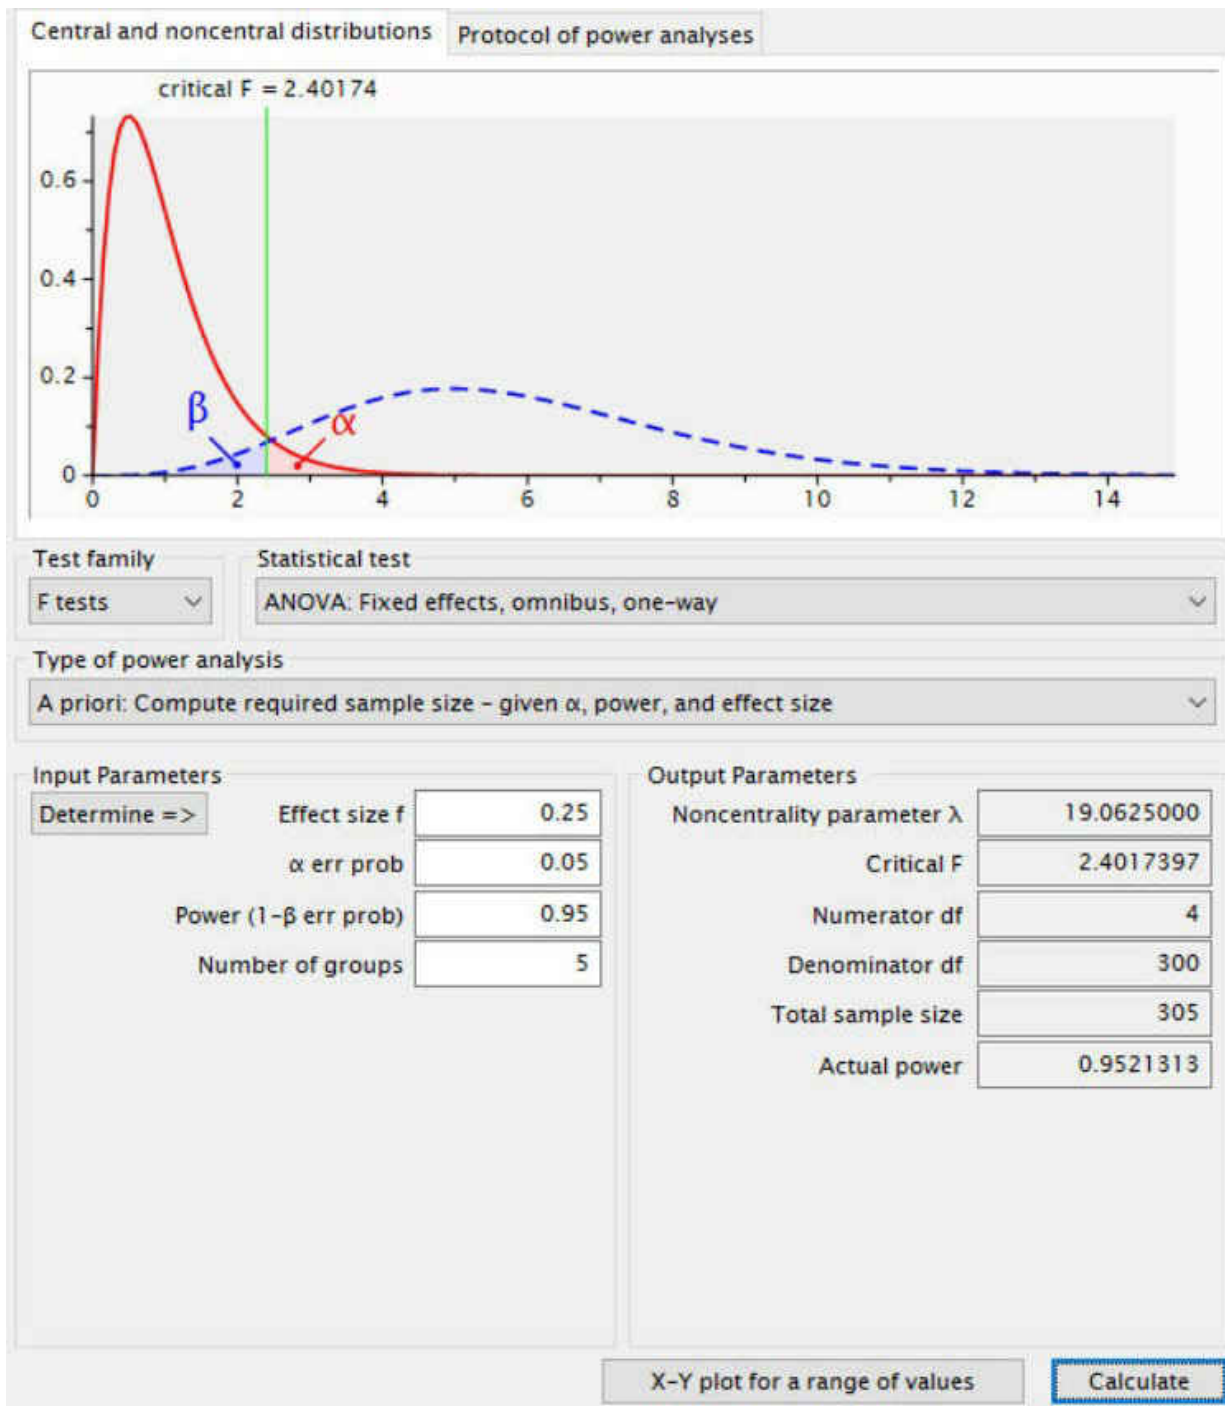 Central and noncentral distributions Protocol of power analyses
critical F = 2.40174
0.6
0.4
0.2
β α
0
0 2 4 6 8 10 12 14
Test family Statistical test
F tests ANOVA: Fixed effects, omnibus, one-way
Type of power analysis
A priori: Compute required sample size – given α, power, and effect size
Input Parameters Output Parameters
Determine => Effect size f 0.25 Noncentrality parameter λ 19.0625000
α err prob 0.05 Critical F 2.4017397
Power (1-β err prob) 0.95 Numerator df 4
Number of groups 5 Denominator df 300
Total sample size 305
Actual power 0.9521313
X-Y plot for a range of values Calculate